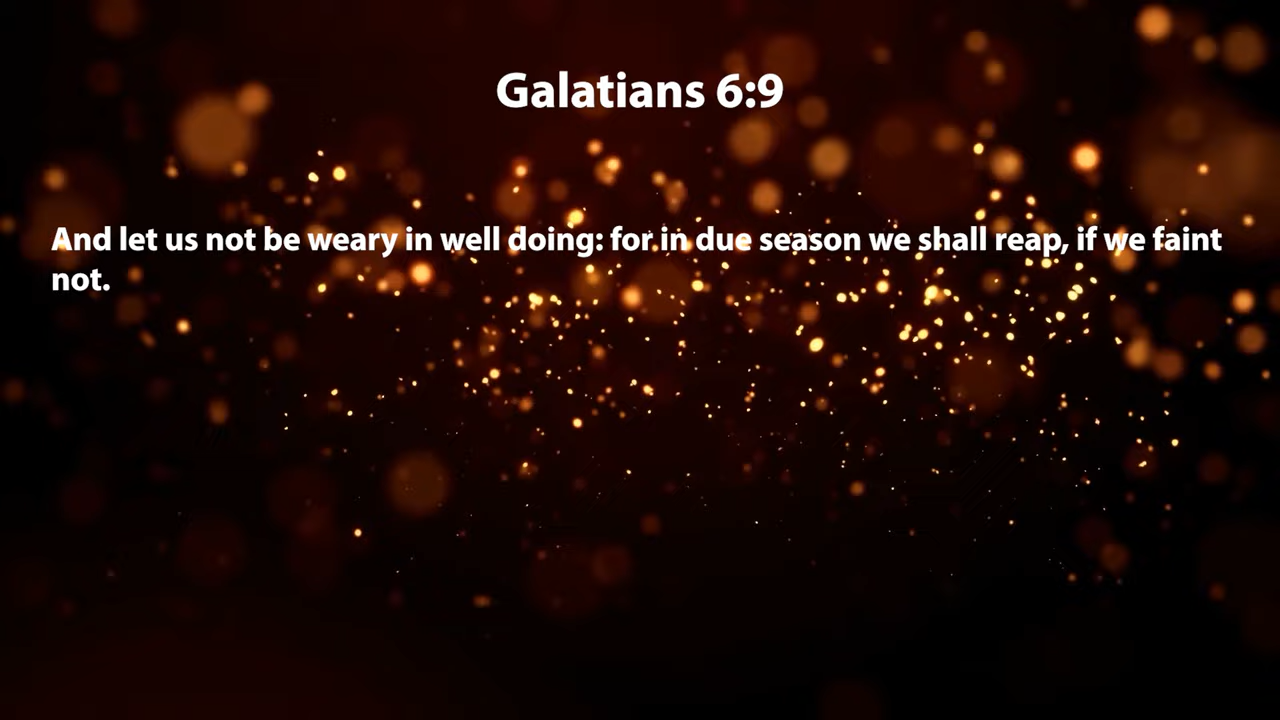 Galatians 6:9
And let us not be weary in well doing: for in due season we shall reap, if we faint
not.